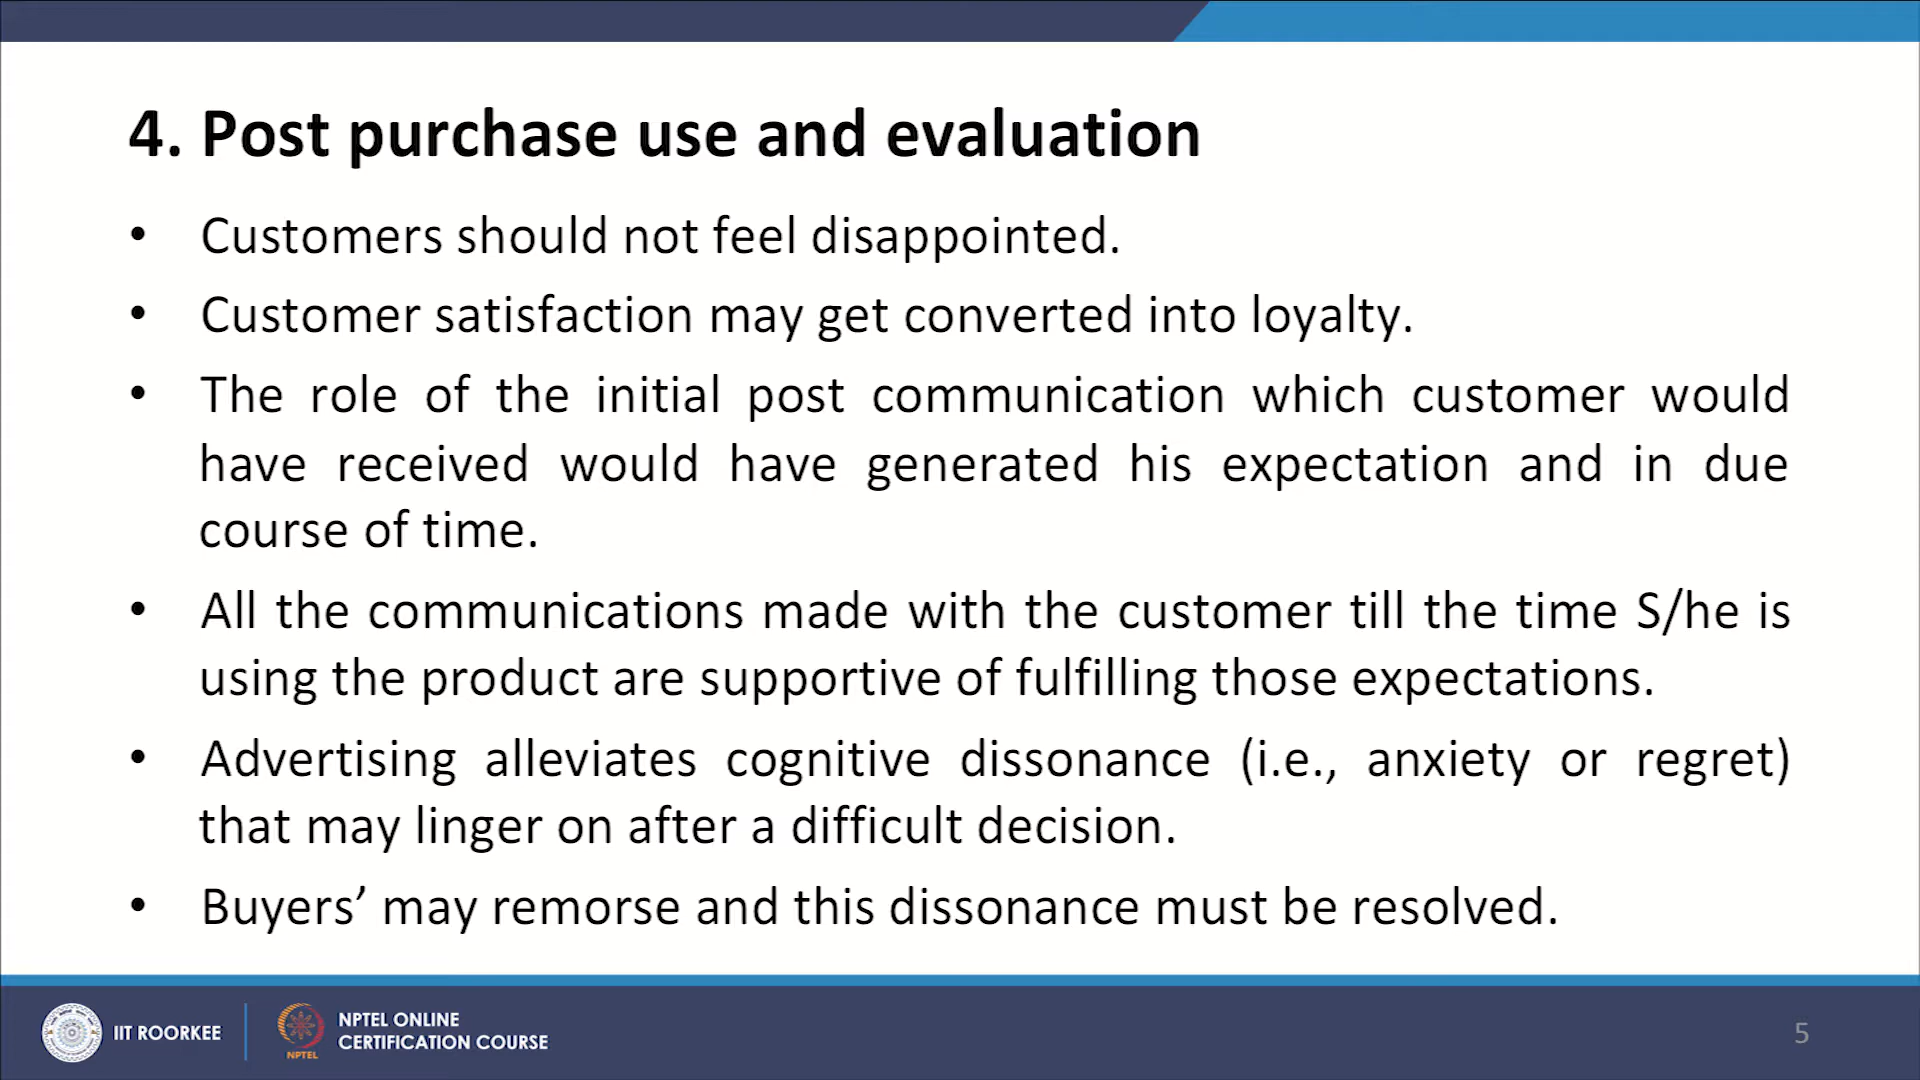 4. Post purchase use and evaluation
• Customers should not feel disappointed.
• Customer satisfaction may get converted into loyalty.
• The role of the initial post communication which customer would
have received would have generated his expectation and in due
course of time.
• All the communications made with the customer till the time S/he is
using the product are supportive of fulfilling those expectations.
• Advertising alleviates cognitive dissonance (i.e., anxiety or regret)
that may linger on after a difficult decision.
• Buyers’ may remorse and this dissonance must be resolved.
IIT ROORKEE
NPTEL
NPTEL ONLINE
CERTIFICATION COURSE
5